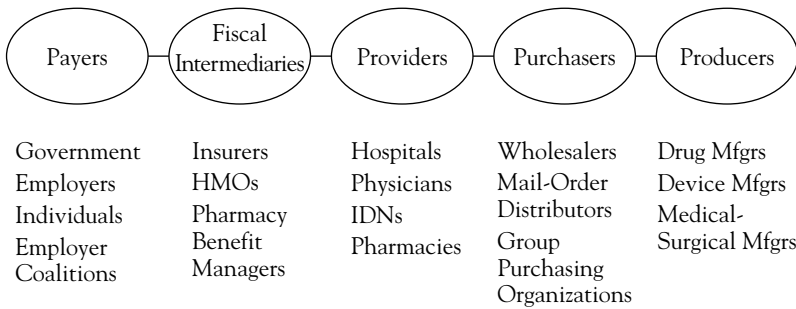 Payers
Fiscal
Intermediaries
Providers
Purchasers
Producers
Government
Employers
Individuals
Employer
Coalitions
Insurers
HMOs
Pharmacy
Benefit
Managers
Hospitals
Physicians
IDNs
Pharmacies
Wholesalers
Mail-Order
Distributors
Group
Purchasing
Organizations
Drug Mfgrs
Device Mfgrs
Medical-
Surgical Mfgrs